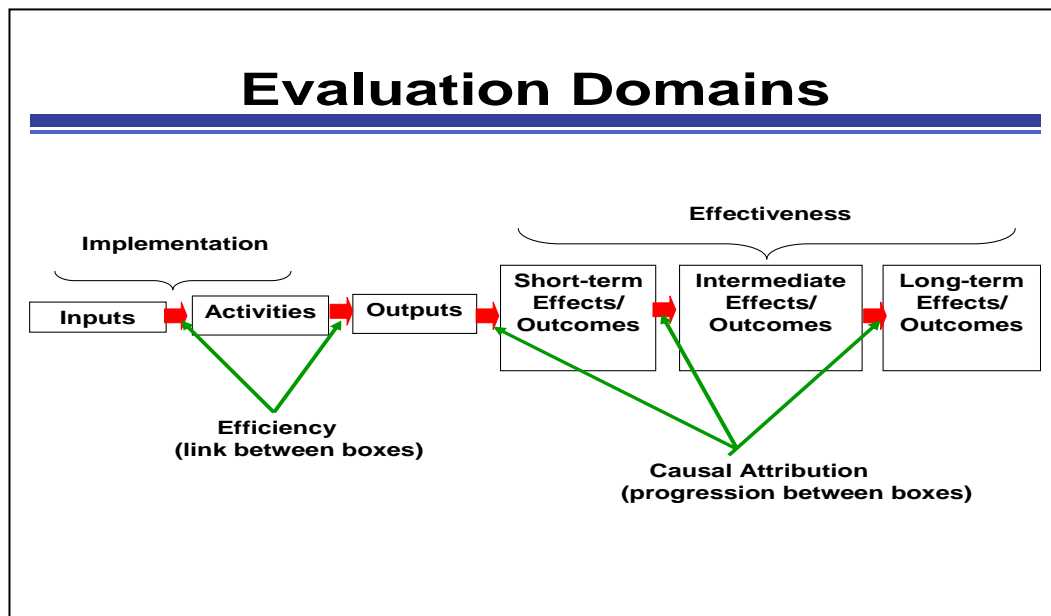 Evaluation Domains
Effectiveness
Implementation
Inputs
Activities
Outputs
Short-term
Effects/
Outcomes
Intermediate
Effects/
Outcomes
Long-term
Effects/
Outcomes
Efficiency
(link between boxes)
Causal Attribution
(progression between boxes)